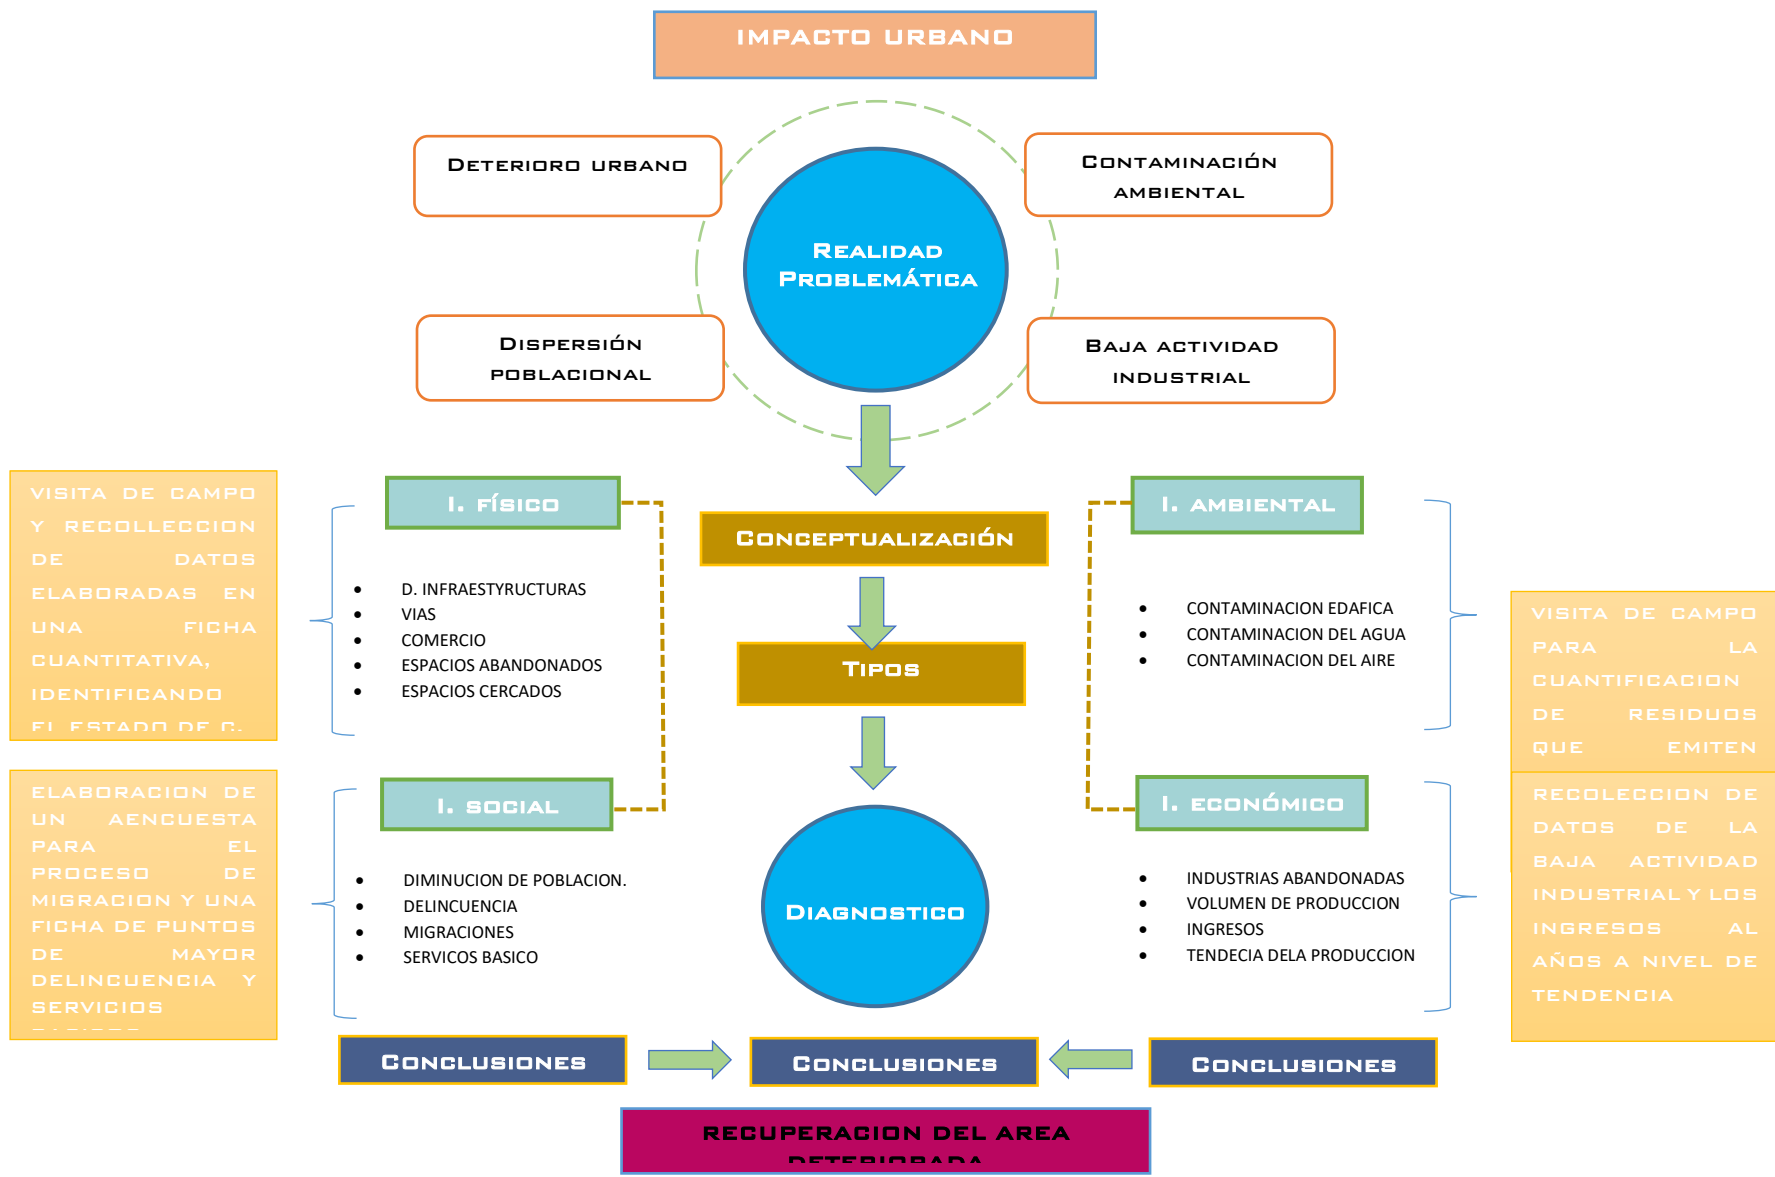 IMPACTO URBANO
DETERIORO URBANO
CONTAMINACIÓN
AMBIENTAL
REALIDAD
PROBLEMÁTICA
DISPERSIÓN
POBLACIONAL
BAJA ACTIVIDAD
INDUSTRIAL
VISITA DE CAMPO
Y RECOLLECCION
DE DATOS
ELABORADAS EN
UNA FICHA
CUANTITATIVA,
IDENTIFICANDO
EL ESTADO DE C.
I. FÍSICO
• D. INFRAESTYRUCTURAS
• VIAS
• COMERCIO
• ESPACIOS ABANDONADOS
• ESPACIOS CERCADOS
CONCEPTUALIZACIÓN
TIPOS
I. AMBIENTAL
• CONTAMINACION EDAFICA
• CONTAMINACION DEL AGUA
• CONTAMINACION DEL AIRE
VISITA DE CAMPO
PARA LA
CUANTIFICACION
DE RESIDUOS
QUE EMITEN
ELABORACION DE
UN AENCUESTA
PARA EL
PROCESO DE
MIGRACION Y UNA
FICHA DE PUNTOS
DE MAYOR
DELINCUENCIA Y
SERVICIOS
I. SOCIAL
• DIMINUCION DE POBLACION.
• DELINCUENCIA
• MIGRACIONES
• SERVICOS BASICO
DIAGNOSTICO
I. ECONÓMICO
• INDUSTRIAS ABANDONADAS
• VOLUMEN DE PRODUCCION
• INGRESOS
• TENDECIA DELA PRODUCCION
RECOLECCION DE
DATOS DE LA
BAJA ACTIVIDAD
INDUSTRIAL Y LOS
INGRESOS AL
AÑOS A NIVEL DE
TENDENCIA
CONCLUSIONES
CONCLUSIONES
CONCLUSIONES
RECUPERACION DEL AREA
DETERIORADA